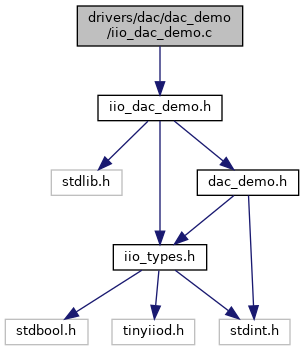 drivers/dac/dac_demo
/iio_dac_demo.c
iio_dac_demo.h
stdlib.h
dac_demo.h
iio_types.h
stdbool.h
tinyiiod.h
stdint.h